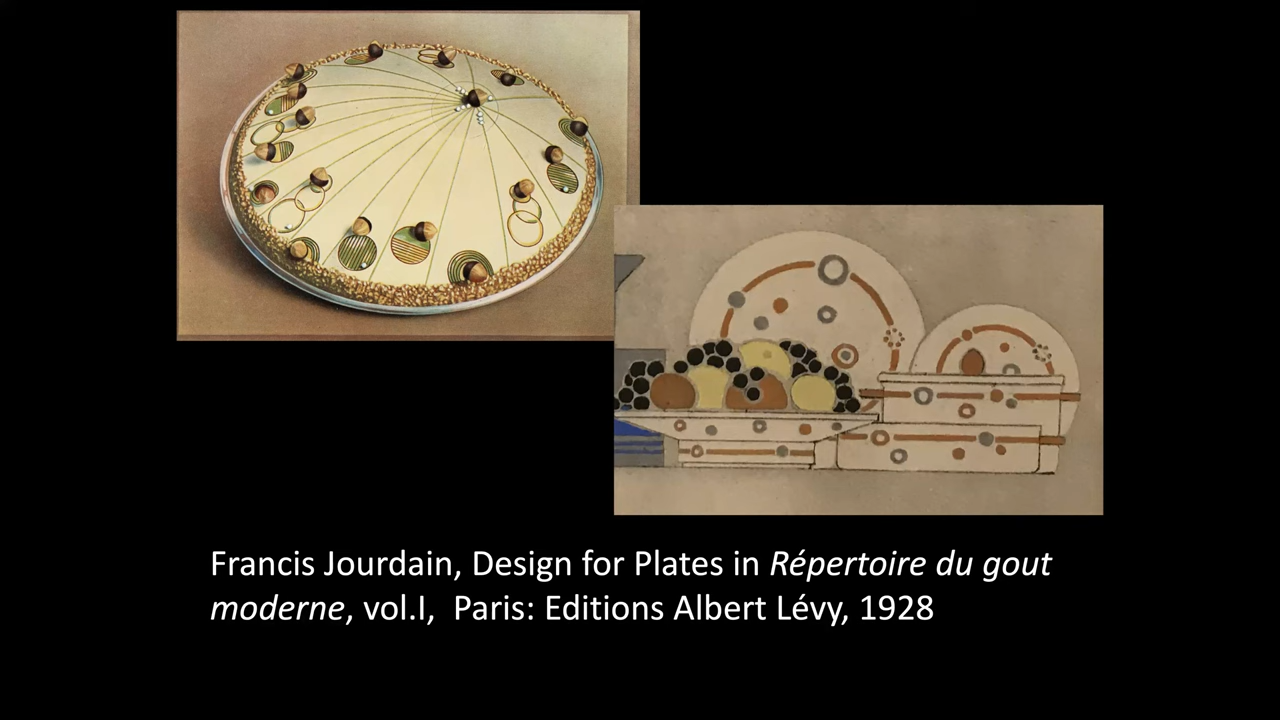 Francis Jourdain, Design for Plates in Répertoire du gout
moderne, vol.I,  Paris: Editions Albert Lévy, 1928